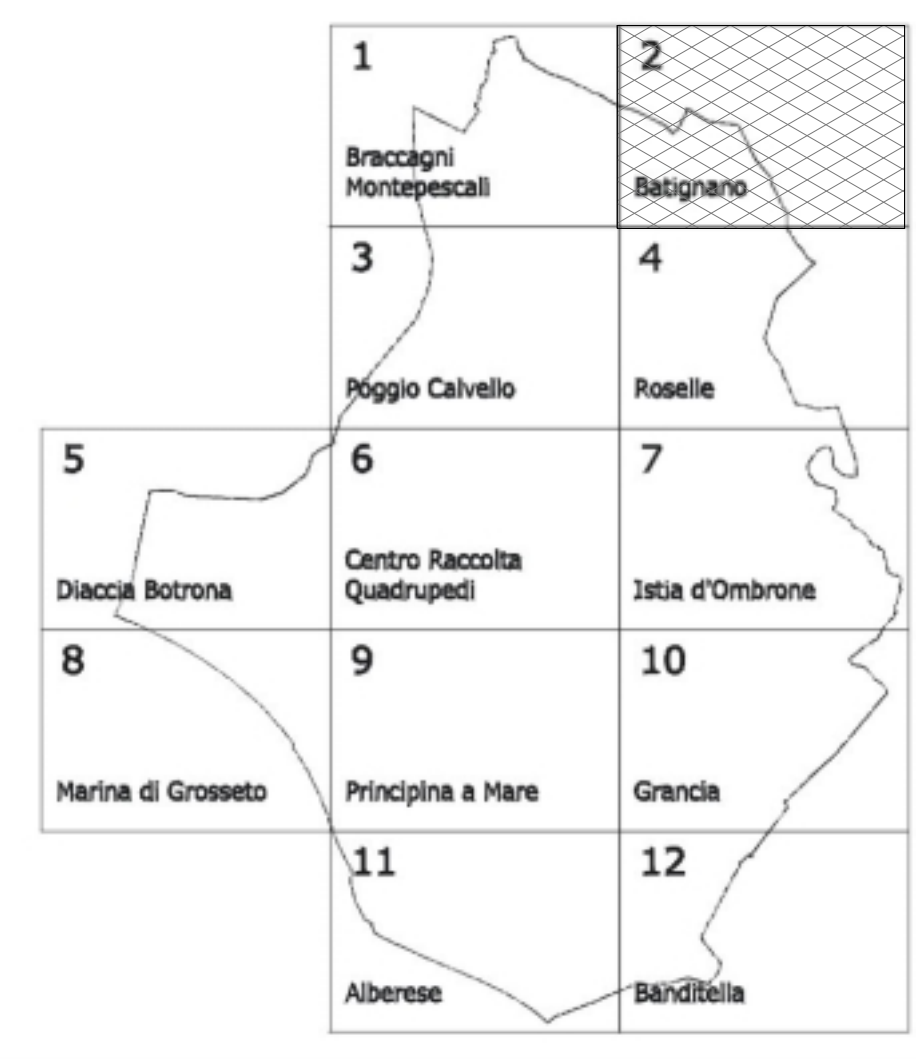 1
Braccagni
Montepescali
2
Batignano
3
Poggio Calvello
4
Roselle
5
Diaccia Botrona
6
Centro Raccolta
Quadrupedi
7
Istia d'Ombrone
8
Marina di Grosseto
9
Principina a Mare
10
Grancia
11
Alberese
12
Banditella